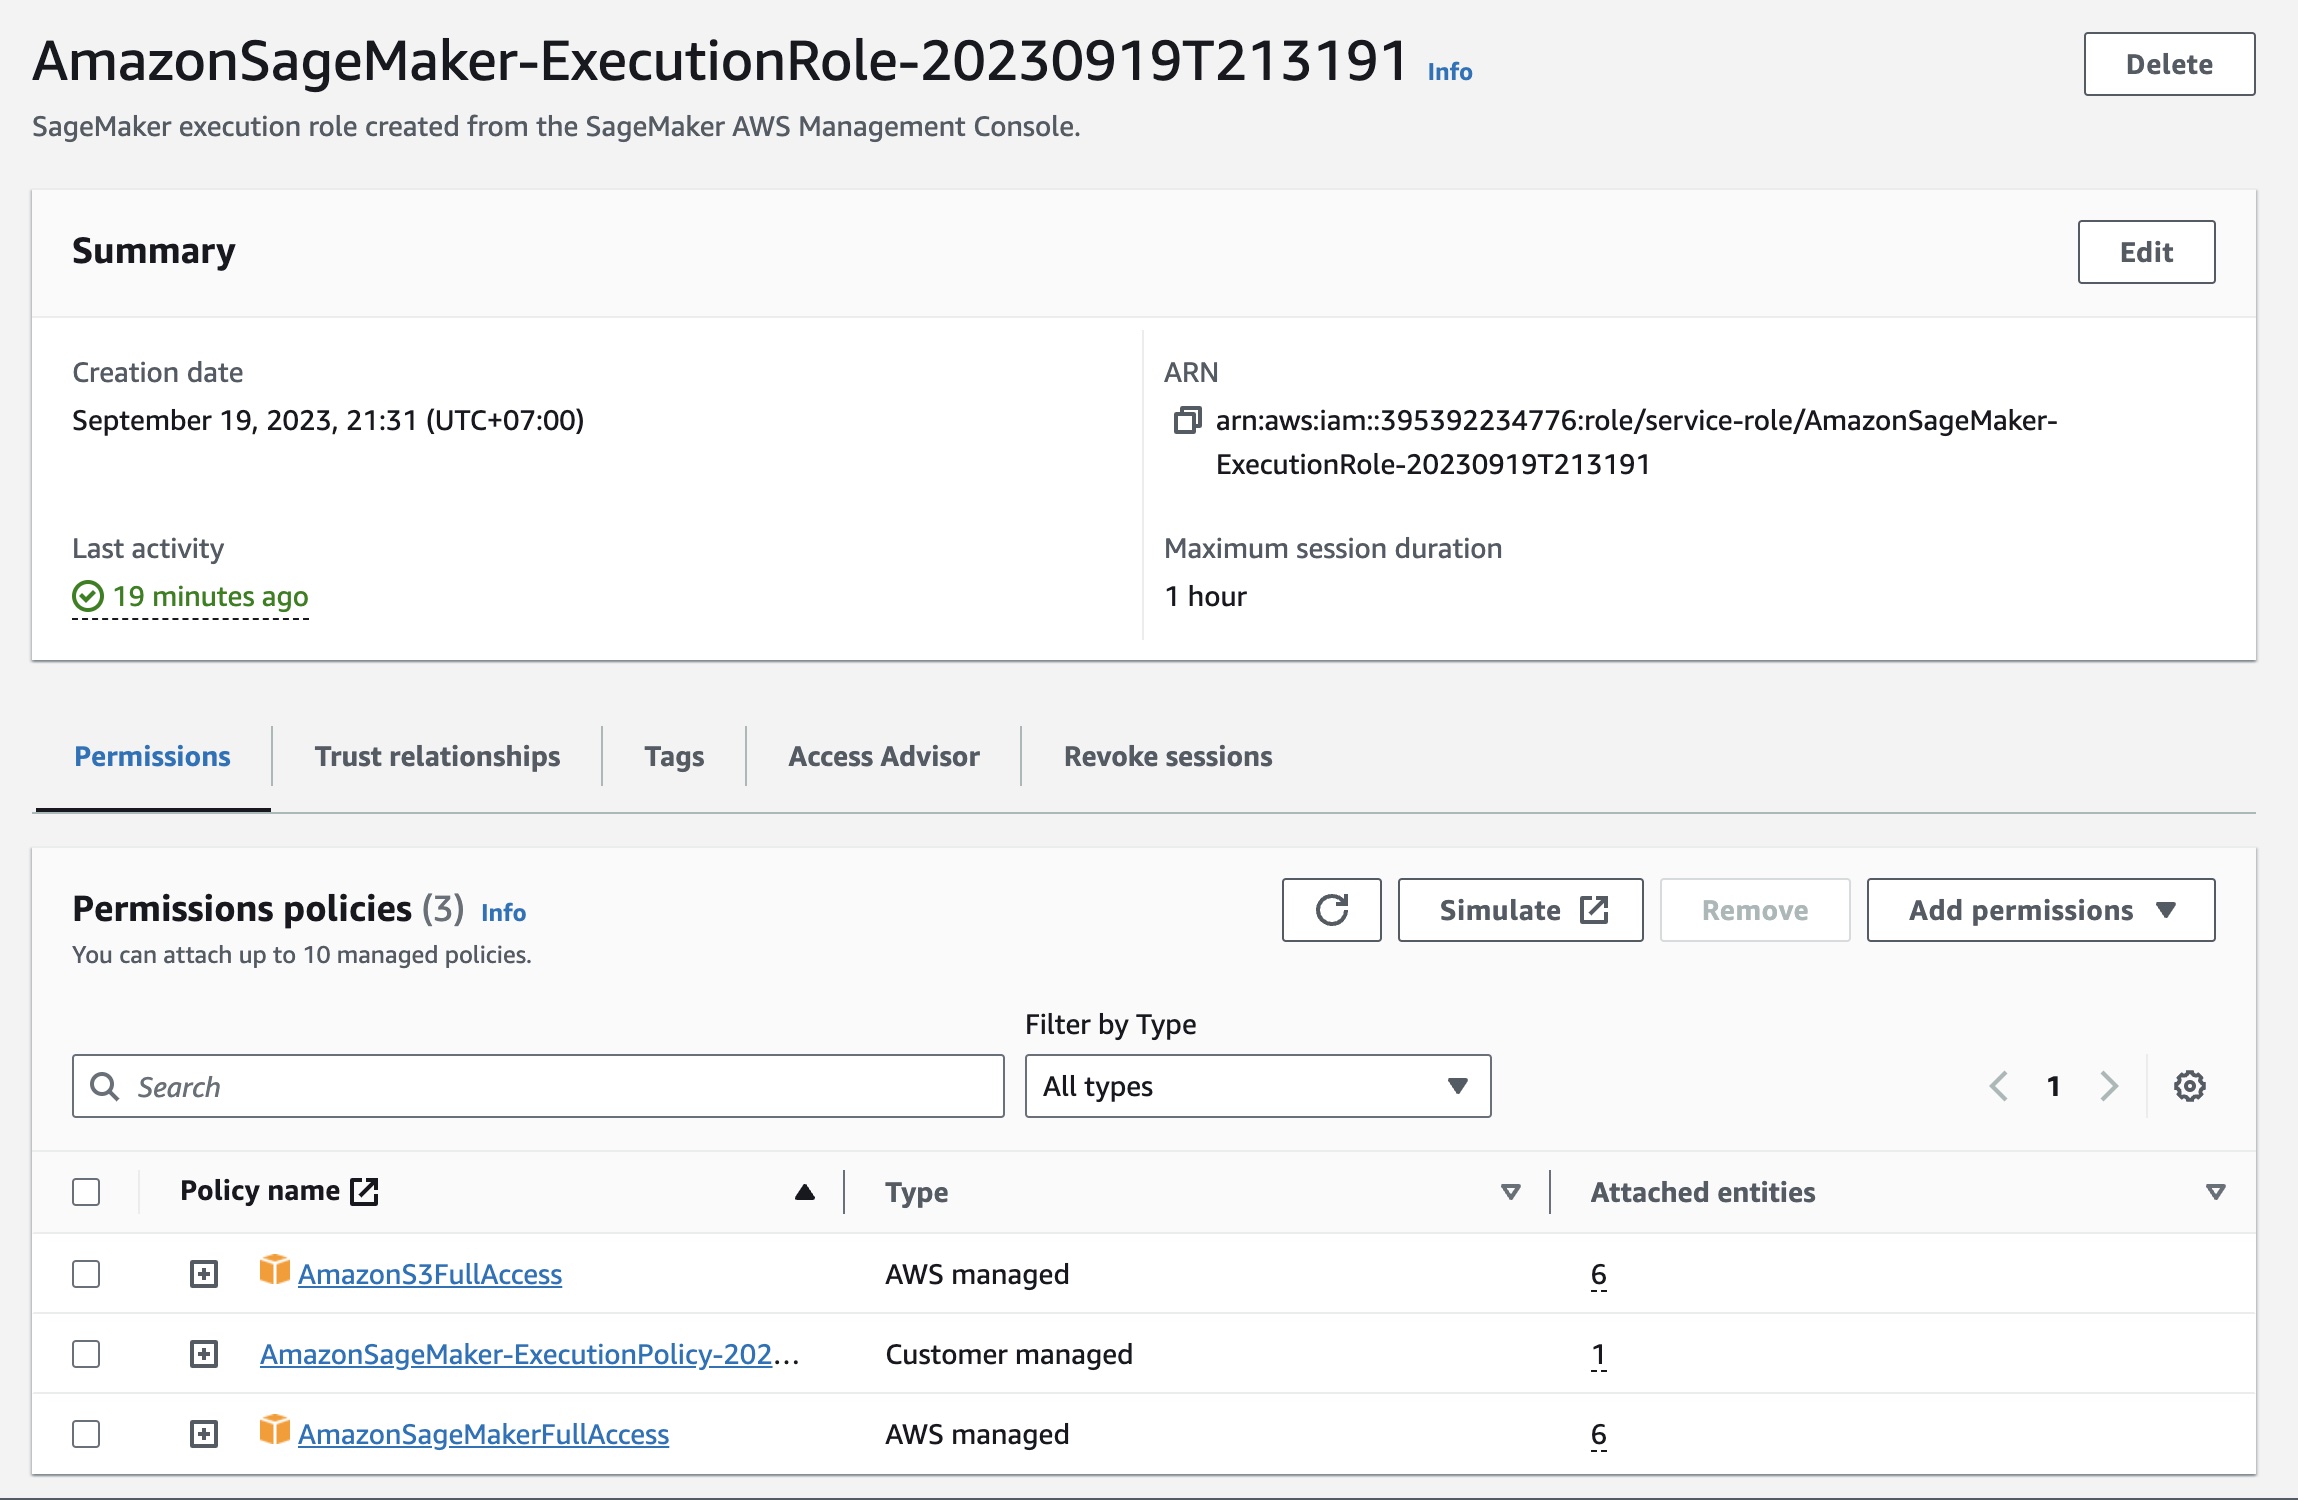 AmazonSageMaker-ExecutionRole-20230919T213191 Info
Delete
SageMaker execution role created from the SageMaker AWS Management Console.
Summary
Edit
Creation date
September 19, 2023, 21:31 (UTC+07:00)
ARN
arn:aws:iam::395392234776:role/service-role/AmazonSageMaker-
ExecutionRole-20230919T213191
Last activity
19 minutes ago
Maximum session duration
1 hour
Permissions
Trust relationships
Tags
Access Advisor
Revoke sessions
Permissions policies (3) Info
You can attach up to 10 managed policies.
Simulate
Remove
Add permissions
Filter by Type
Search
All types
1
Policy name
Type
Attached entities
AmazonS3FullAccess
AWS managed
6
AmazonSageMaker-ExecutionPolicy-202...
Customer managed
1
AmazonSageMakerFullAccess
AWS managed
6